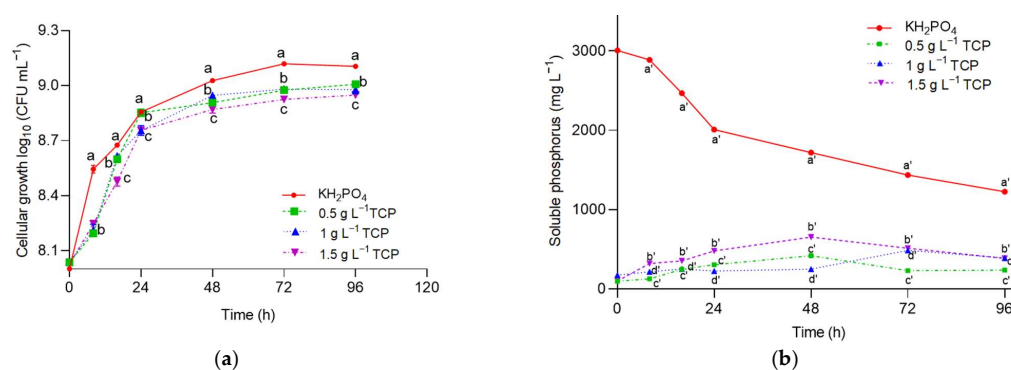 Cellular growth log10 (CFU mL−1)
9.3
9.0
8.7
8.4
8.1
a
a
a
a
a
a
b
b
b
b
b
b
c
c
c
c
c
KH2PO4
0.5 g L−1 TCP
1 g L−1 TCP
1.5 g L−1 TCP
0
24
48
72
96
120
Time (h)
(a)
Soluble phosphorus (mg L−1)
3000
2000
1000
0
KH2PO4
0.5 g L−1 TCP
1 g L−1 TCP
1.5 g L−1 TCP
a'
a'
a'
a'
a'
a'
b'
b'
b'
b'
b'
b'
d'
d'
c'
c'
d
c'
c'
c'
d'
d'
c'
c'
0
24
48
72
96
Time (h)
(b)